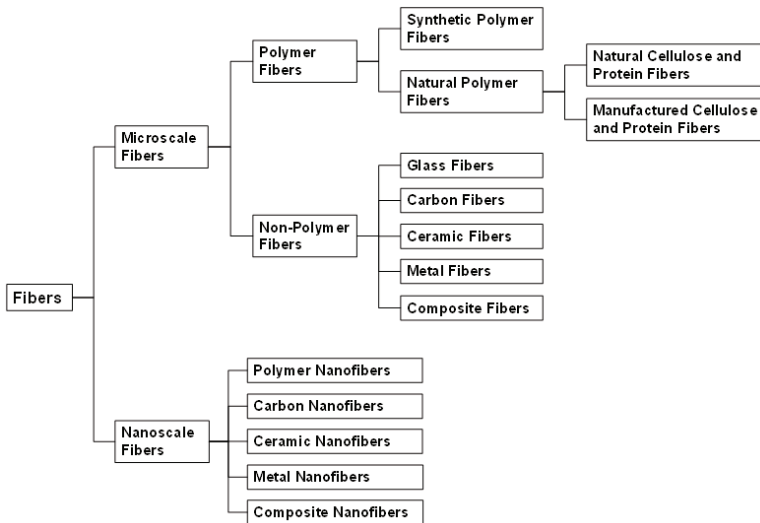 Synthetic Polymer
Fibers
Polymer
Fibers
Natural Cellulose and
Protein Fibers
Natural Polymer
Fibers
Manufactured Cellulose
and Protein Fibers
Microscale
Fibers
Glass Fibers
Carbon Fibers
Non-Polymer
Fibers
Ceramic Fibers
Metal Fibers
Composite Fibers
Fibers
Polymer Nanofibers
Carbon Nanofibers
Nanoscale
Fibers
Ceramic Nanofibers
Metal Nanofibers
Composite Nanofibers